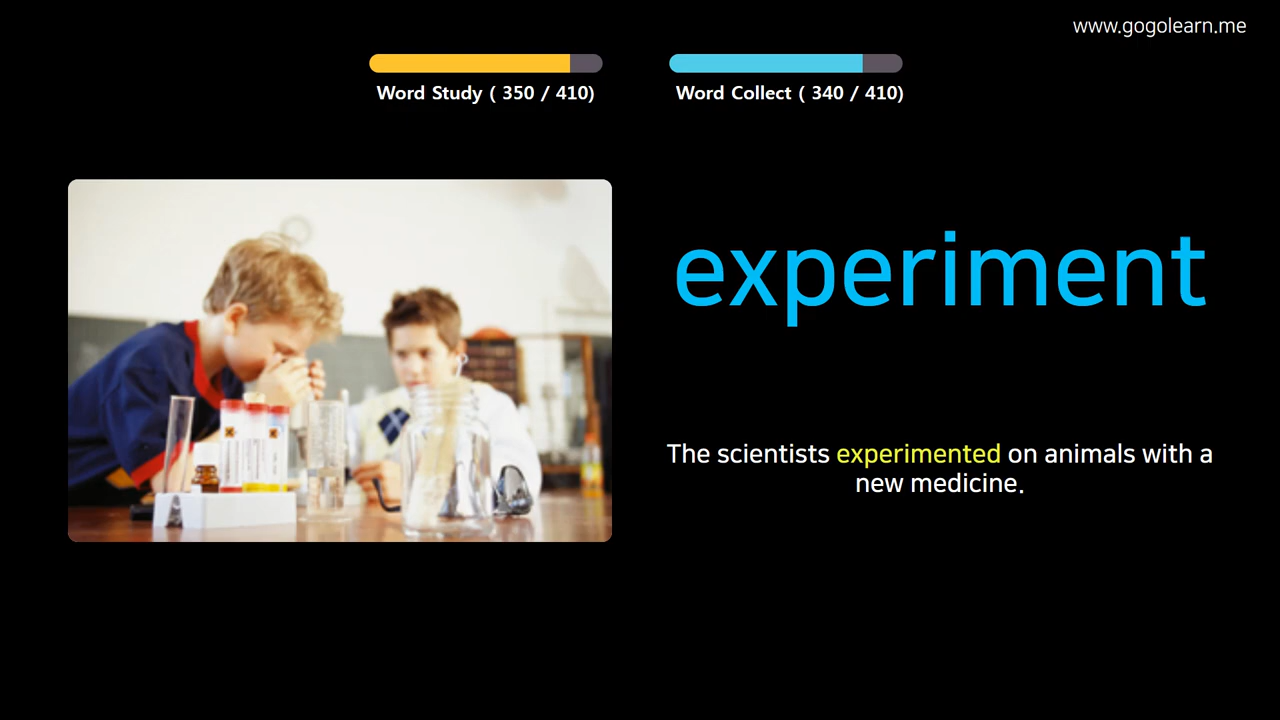 www.gogolearn.me
Word Study ( 350 / 410)
Word Collect ( 340 / 410)
experiment
The scientists experimented on animals with a
new medicine.